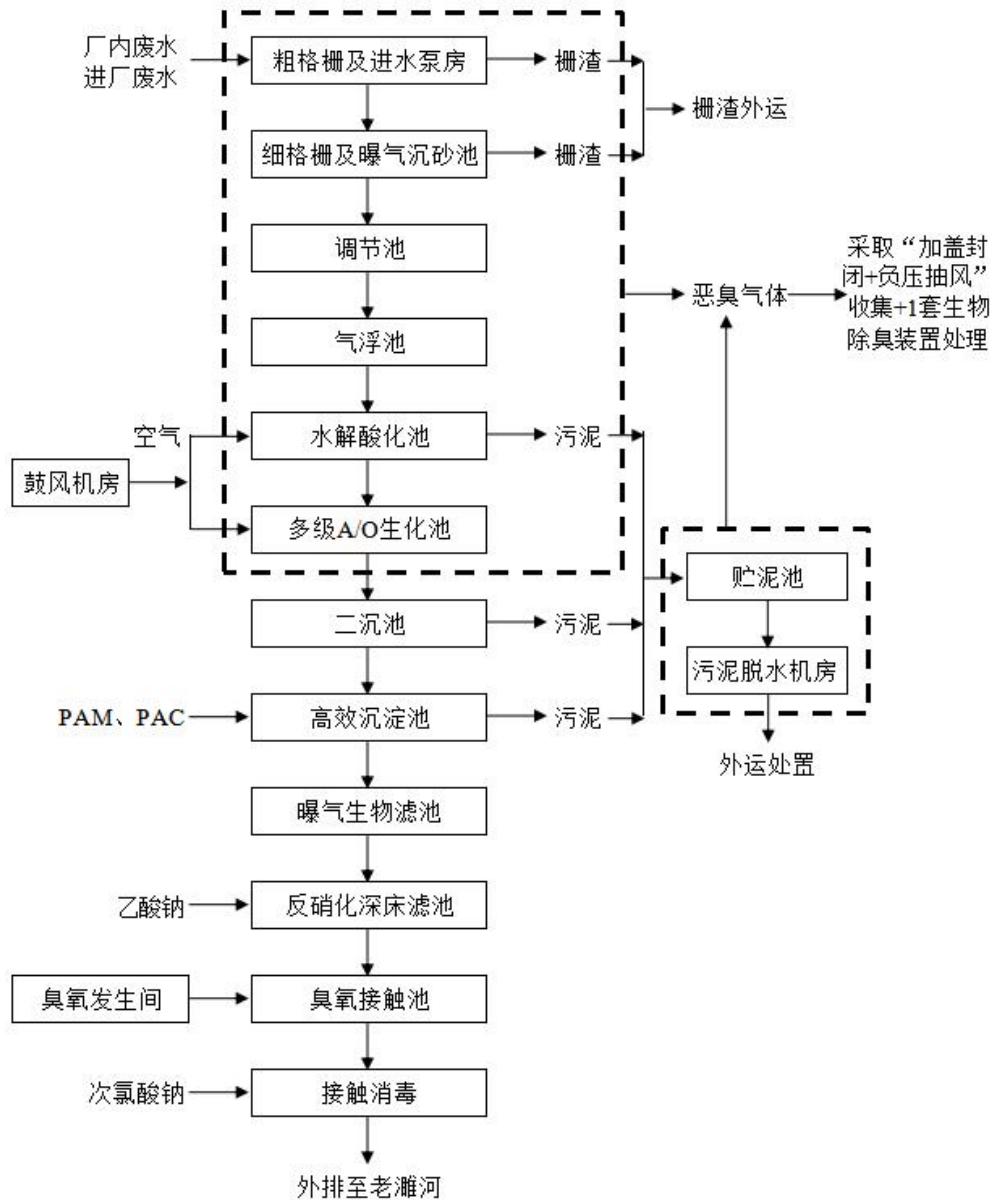 厂内废水
进厂废水
粗格栅及进水泵房
栅渣
栅渣外运
细格栅及曝气沉砂池
栅渣
调节池
采取“加盖封
闭+负压抽风”
收集+1套生物
除臭装置处理
恶臭气体
气浮池
空气
水解酸化池
污泥
鼓风机房
多级A/O生化池
贮泥池
二沉池
污泥
污泥脱水机房
PAM、PAC
高效沉淀池
污泥
外运处置
曝气生物滤池
乙酸钠
反硝化深床滤池
臭氧发生间
臭氧接触池
次氯酸钠
接触消毒
外排至老濉河